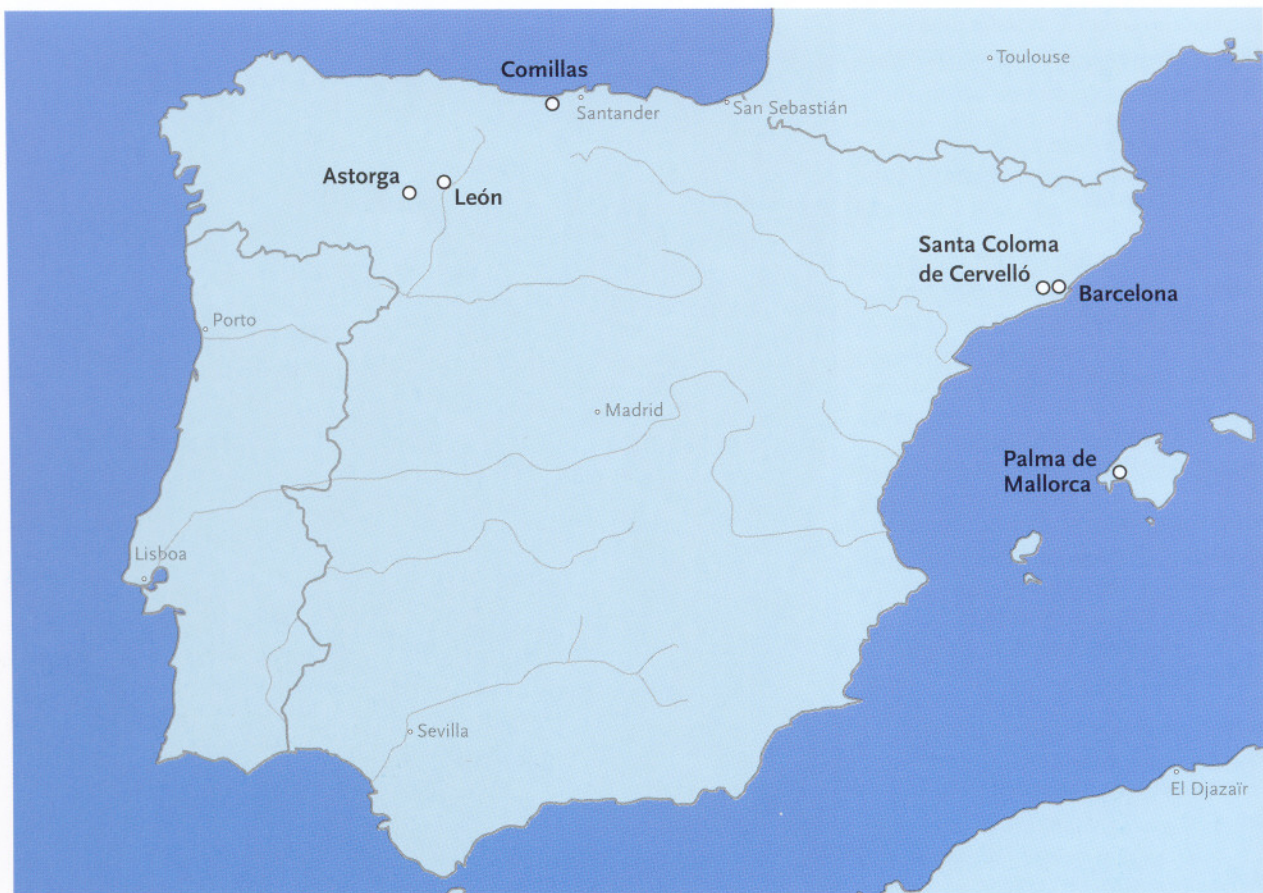 Toulouse
Comillas
Santander
San Sebastián
Astorga
León
Santa Coloma
de Cervelló
Barcelona
Porto
Madrid
Palma de
Mallorca
Lisboa
Sevilla
El Djazaïr